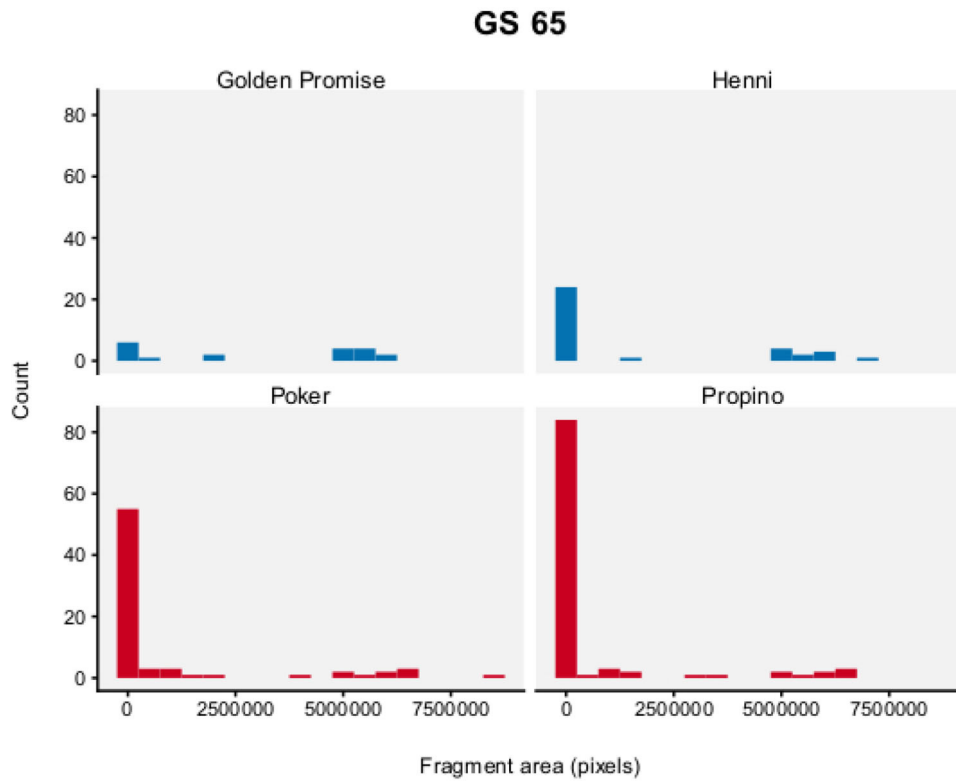 GS 65
Golden Promise
Henni
80
60
40
20
0
Count
Poker
Propino
80
60
40
20
0
0 2500000 5000000 7500000
0 2500000 5000000 7500000
Fragment area (pixels)